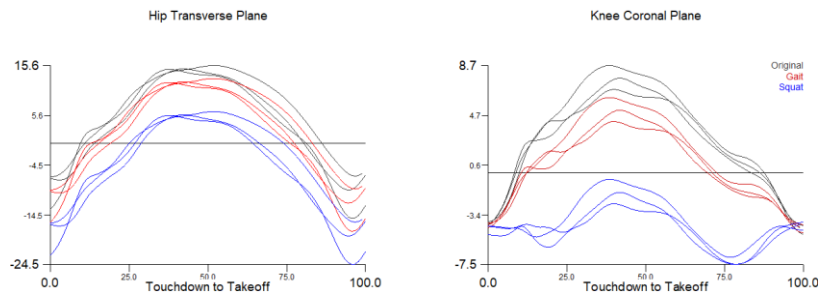 Hip Transverse Plane
15.6
5.6
-4.5
-14.5
-24.5
0.0
25.0
50.0
75.0
100.0
Touchdown to Takeoff
Knee Coronal Plane
Original
Gait
Squat
8.7
4.7
0.6
-3.4
-7.5
0.0
25.0
50.0
75.0
100.0
Touchdown to Takeoff